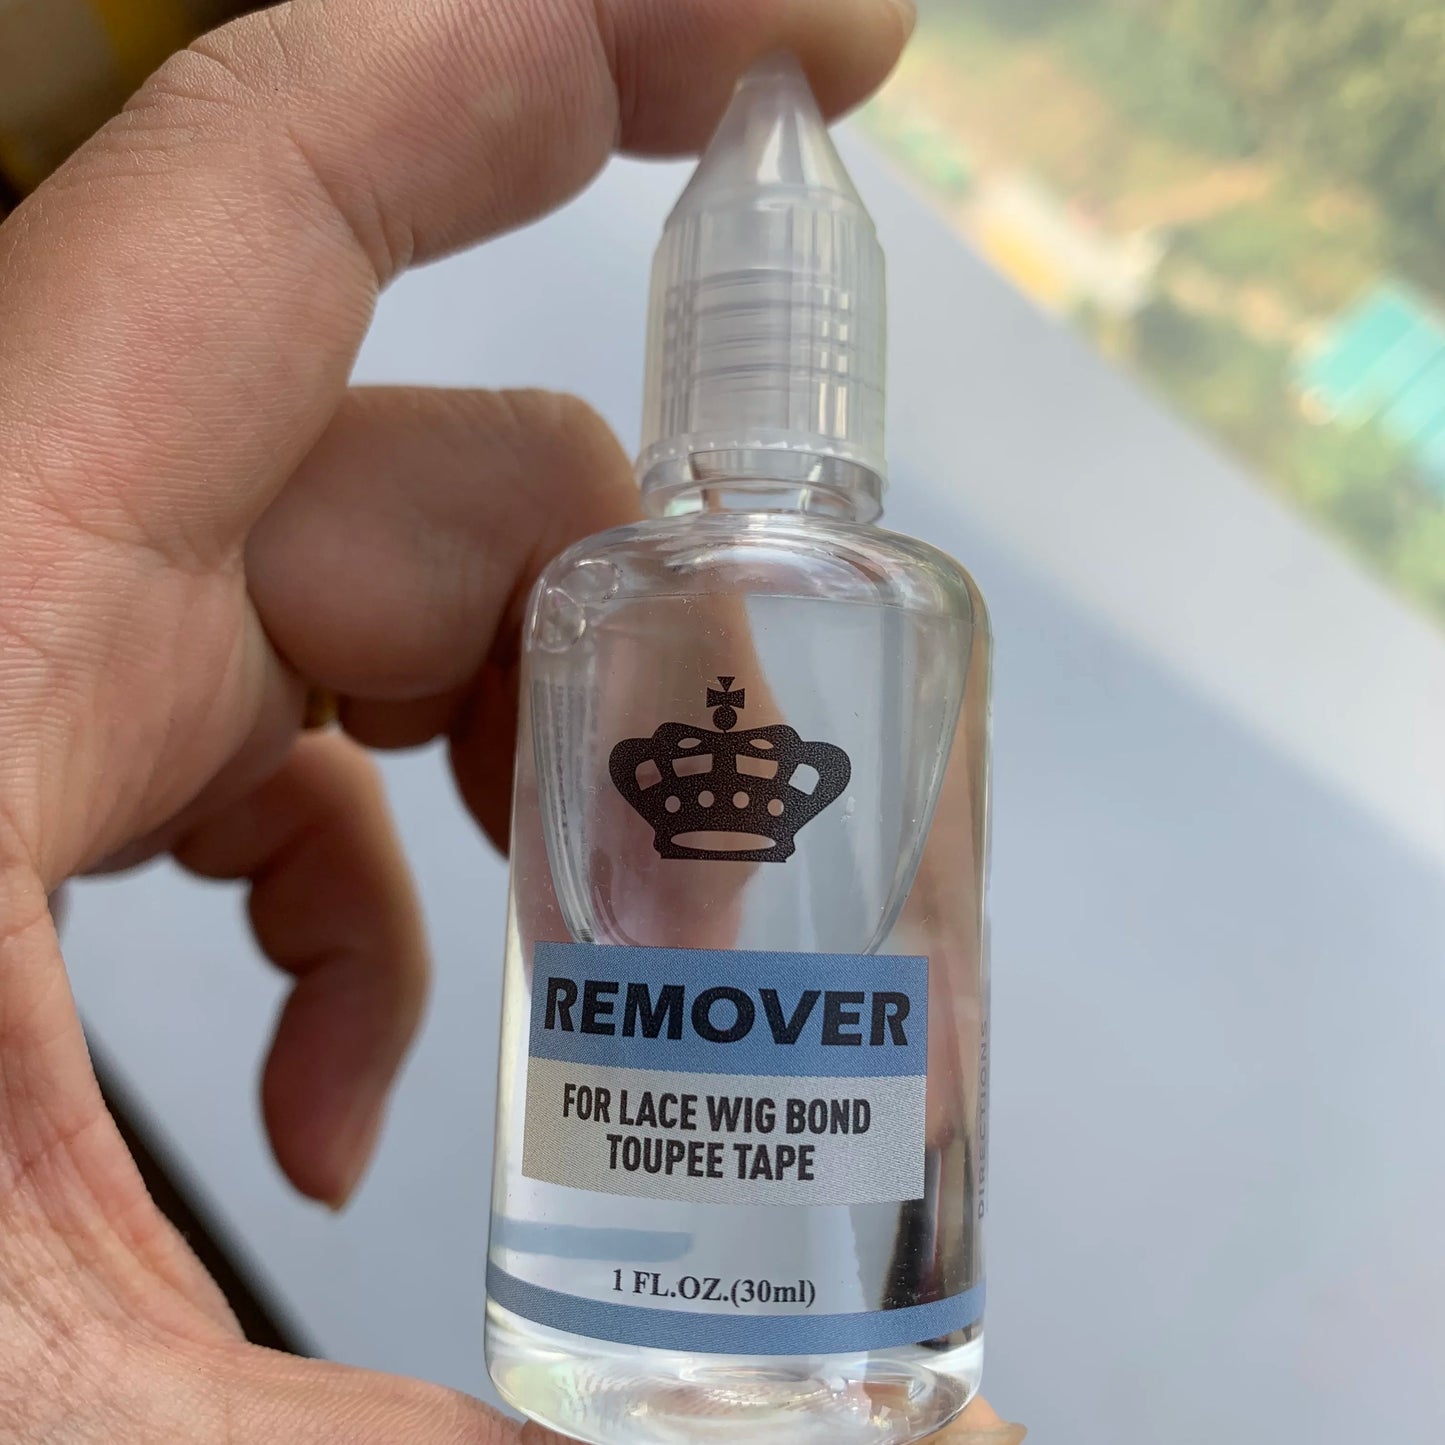 REMOVER
FOR LACE WIG BOND
TOUPEE TAPE
1 FL.OZ.(30ml)
DIRECTIONS